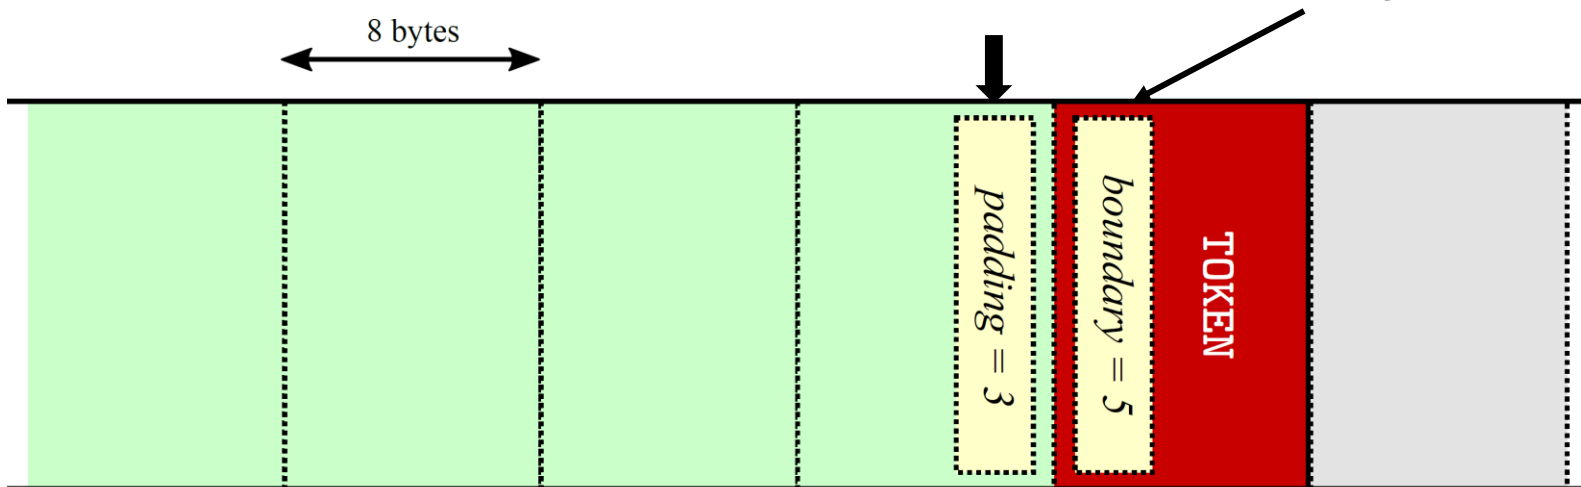 8 bytes
padding = 3
boundary = 5
TOKEN